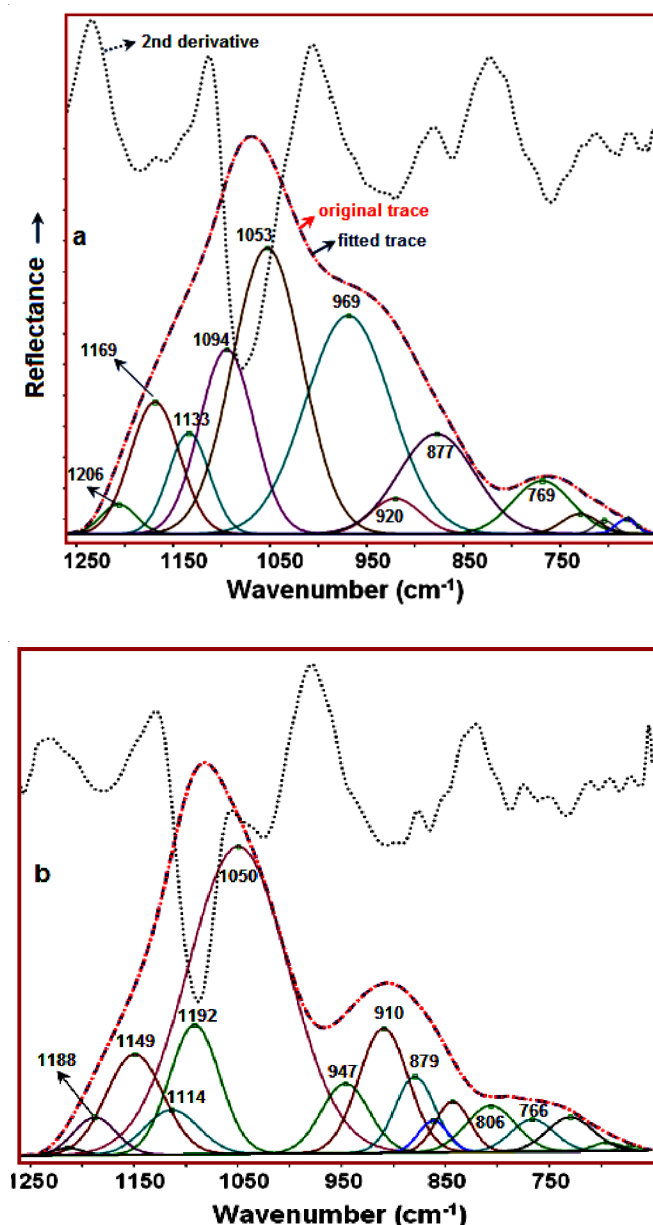 2nd derivative
original trace
a
fitted trace
1053
969
1094
1169
1133
877
1206
920
769
Reflectance
1250 1150 1050 950 850 750
Wavenumber (cm-1)
b
1050
1192
910
1149
1188
879
947
1114
806
766
1250 1150 1050 950 850 750
Wavenumber (cm-1)